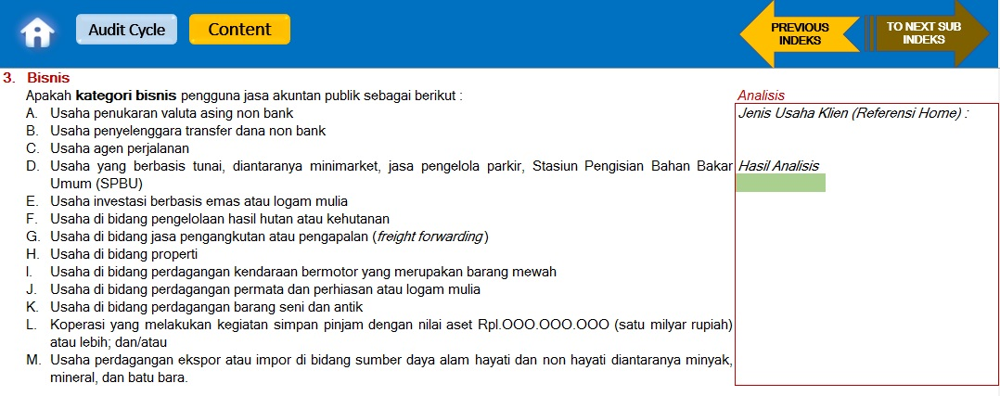 Audit Cycle
Content
PREVIOUS
INDEKS
TO NEXT SUB
INDEKS
3. Bisnis
Apakah kategori bisnis pengguna jasa akuntan publik sebagai berikut :
A. Usaha penukaran valuta asing non bank
B. Usaha penyelenggara transfer dana non bank
C. Usaha agen perjalanan
D. Usaha yang berbasis tunai, diantaranya minimarket, jasa pengelola parkir, Stasiun Pengisian Bahan Bakar
Umum (SPBU)
E. Usaha investasi berbasis emas atau logam mulia
F. Usaha di bidang pengelolaan hasil hutan atau kehutanan
G. Usaha di bidang jasa pengangkutan atau pengapalan (freight forwarding)
H. Usaha di bidang properti
I. Usaha di bidang perdagangan kendaraan bermotor yang merupakan barang mewah
J. Usaha di bidang perdagangan permata dan perhiasan atau logam mulia
K. Usaha di bidang perdagangan barang seni dan antik
L. Koperasi yang melakukan kegiatan simpan pinjam dengan nilai aset Rpl.OOO.OOO.OOO (satu milyar rupiah)
atau lebih; dan/atau
M. Usaha perdagangan ekspor atau impor di bidang sumber daya alam hayati dan non hayati diantaranya minyak,
mineral, dan batu bara.
Analisis
Jenis Usaha Klien (Referensi Home) :
Hasil Analisis